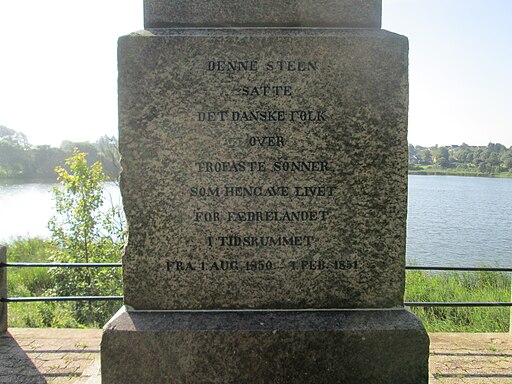 DENNE STEEN
SATTE
DET DANSKE FOLK
OVER
TROFASTE SØNNER
SOM HENGAVE LIVET
FOR FÆDRELANDET
I TIDSRUMMET
FRA 1. AUG. 1850 - 1. FEB. 1851